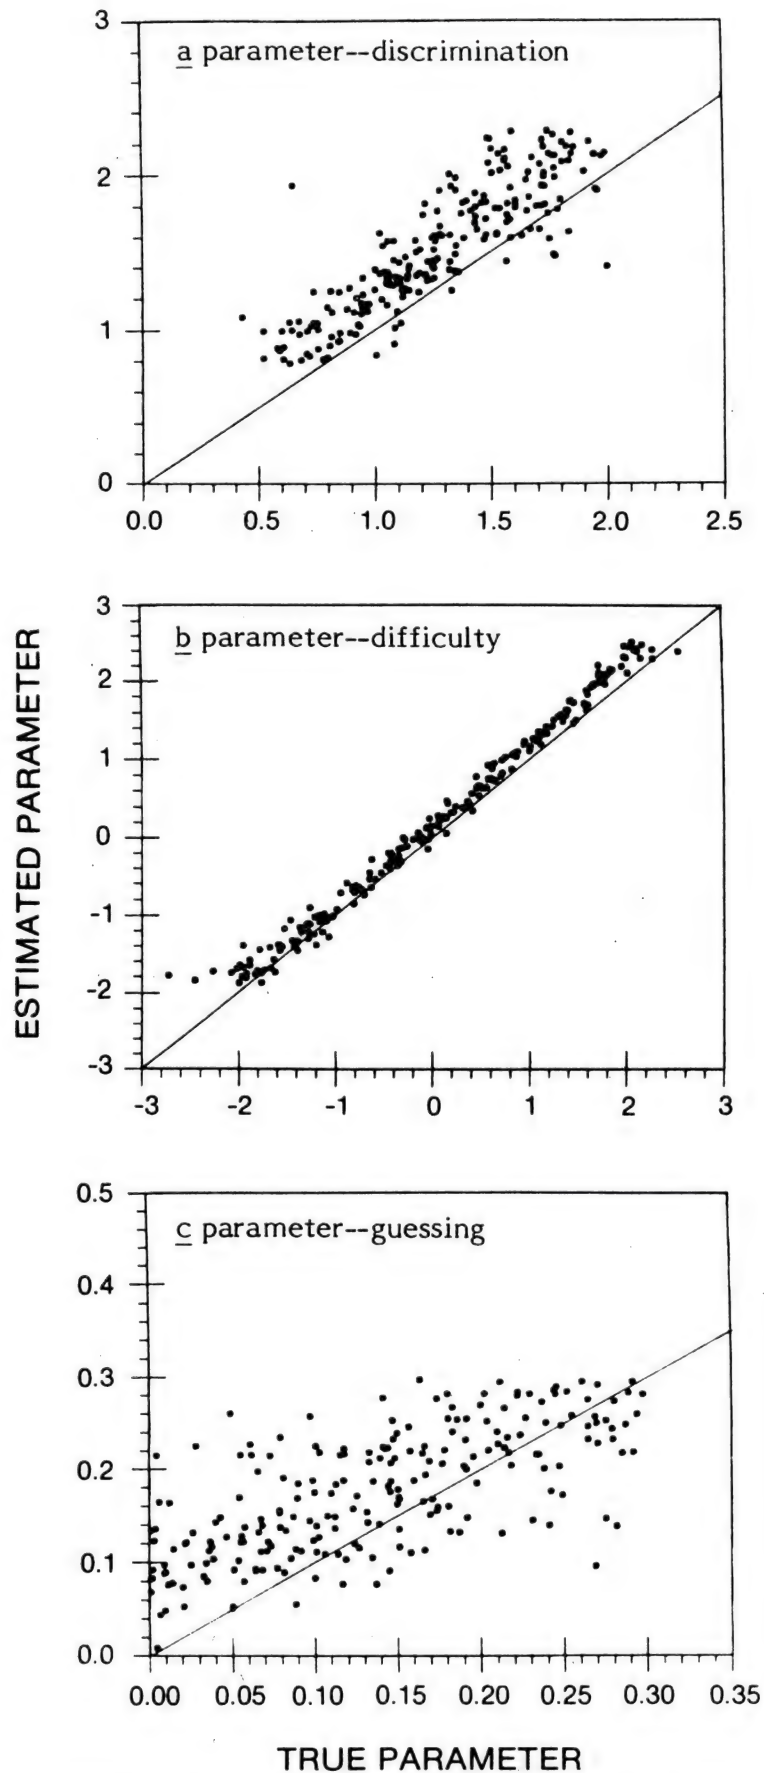 3
a parameter--discrimination
2
1
0
0.0 0.5 1.0 1.5 2.0 2.5
ESTIMATED PARAMETER
3
b parameter--difficulty
2
1
0
-1
-2
-3
-3 -2 -1 0 1 2 3
0.5
c parameter--guessing
0.4
0.3
0.2
0.1
0.0
0.00 0.05 0.10 0.15 0.20 0.25 0.30 0.35
TRUE PARAMETER